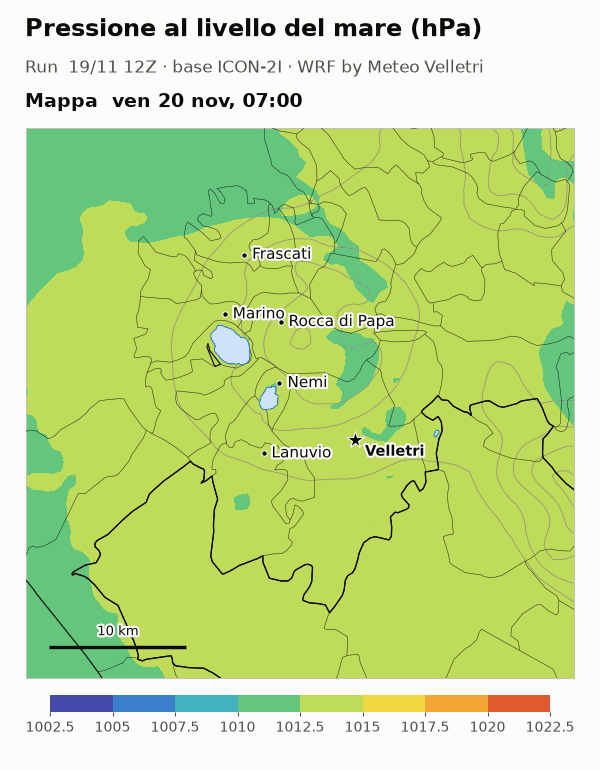 Pressione al livello del mare (hPa)
Run  19/11 12Z · base ICON-2I · WRF by Meteo Velletri
Mappa  ven 20 nov, 07:00
Frascati
Marino
Rocca di Papa
Nemi
Velletri
Lanuvio
10 km
1002.5 1005 1007.5 1010 1012.5 1015 1017.5 1020 1022.5